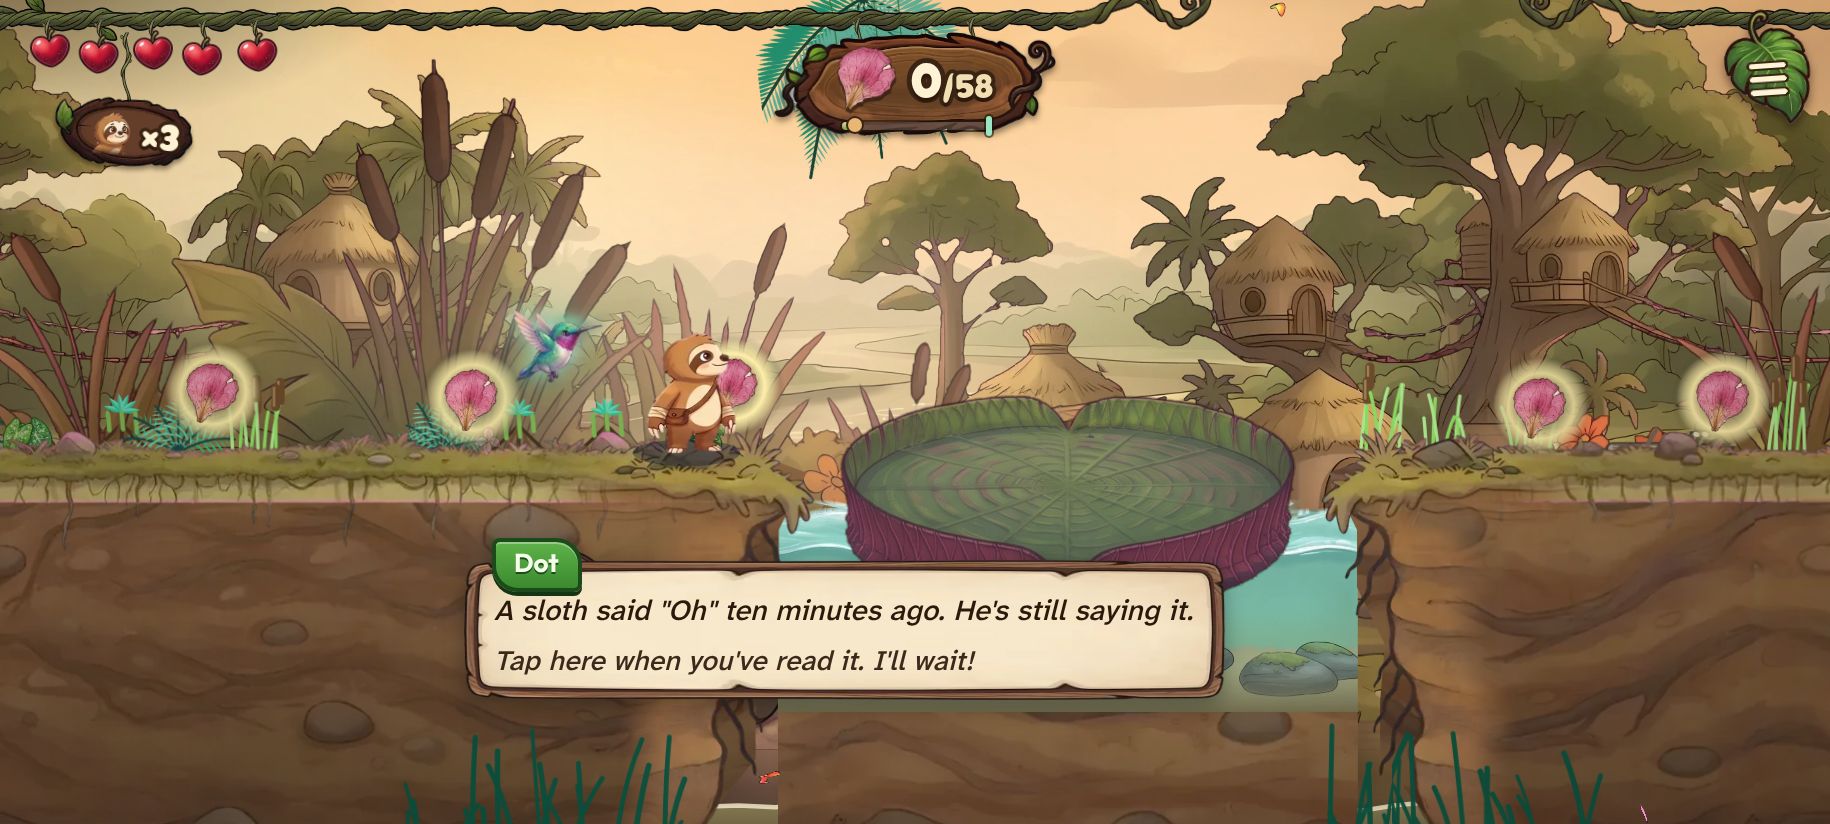 0/58
x3
Dot
A sloth said "Oh" ten minutes ago. He's still saying it.
Tap here when you've read it. I'll wait!